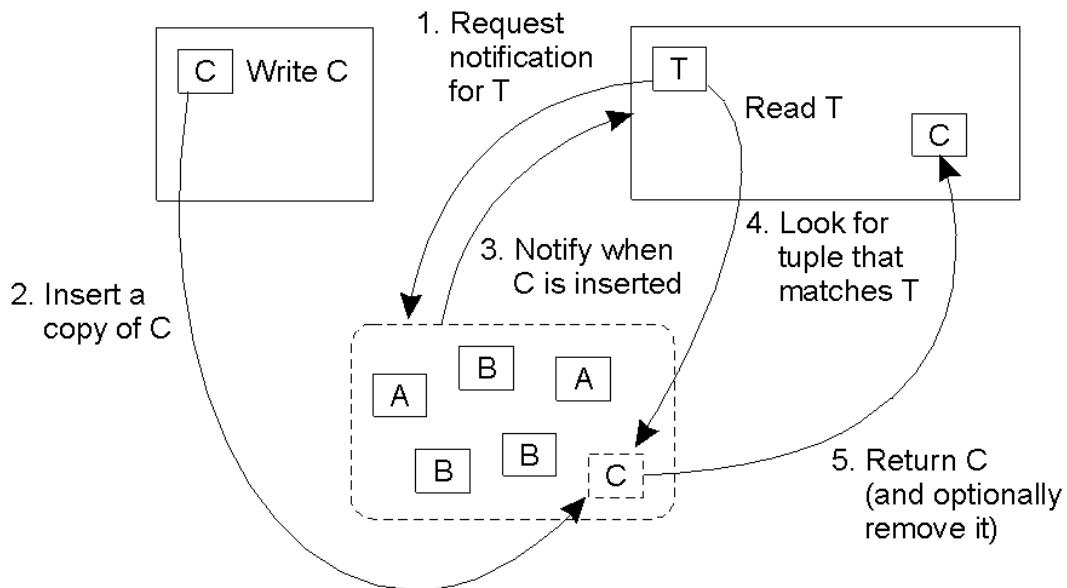 1. Request
notification
for T
C
Write C
T
Read T
C
2. Insert a
copy of C
3. Notify when
C is inserted
4. Look for
tuple that
matches T
A
B
A
B
B
C
5. Return C
(and optionally
remove it)